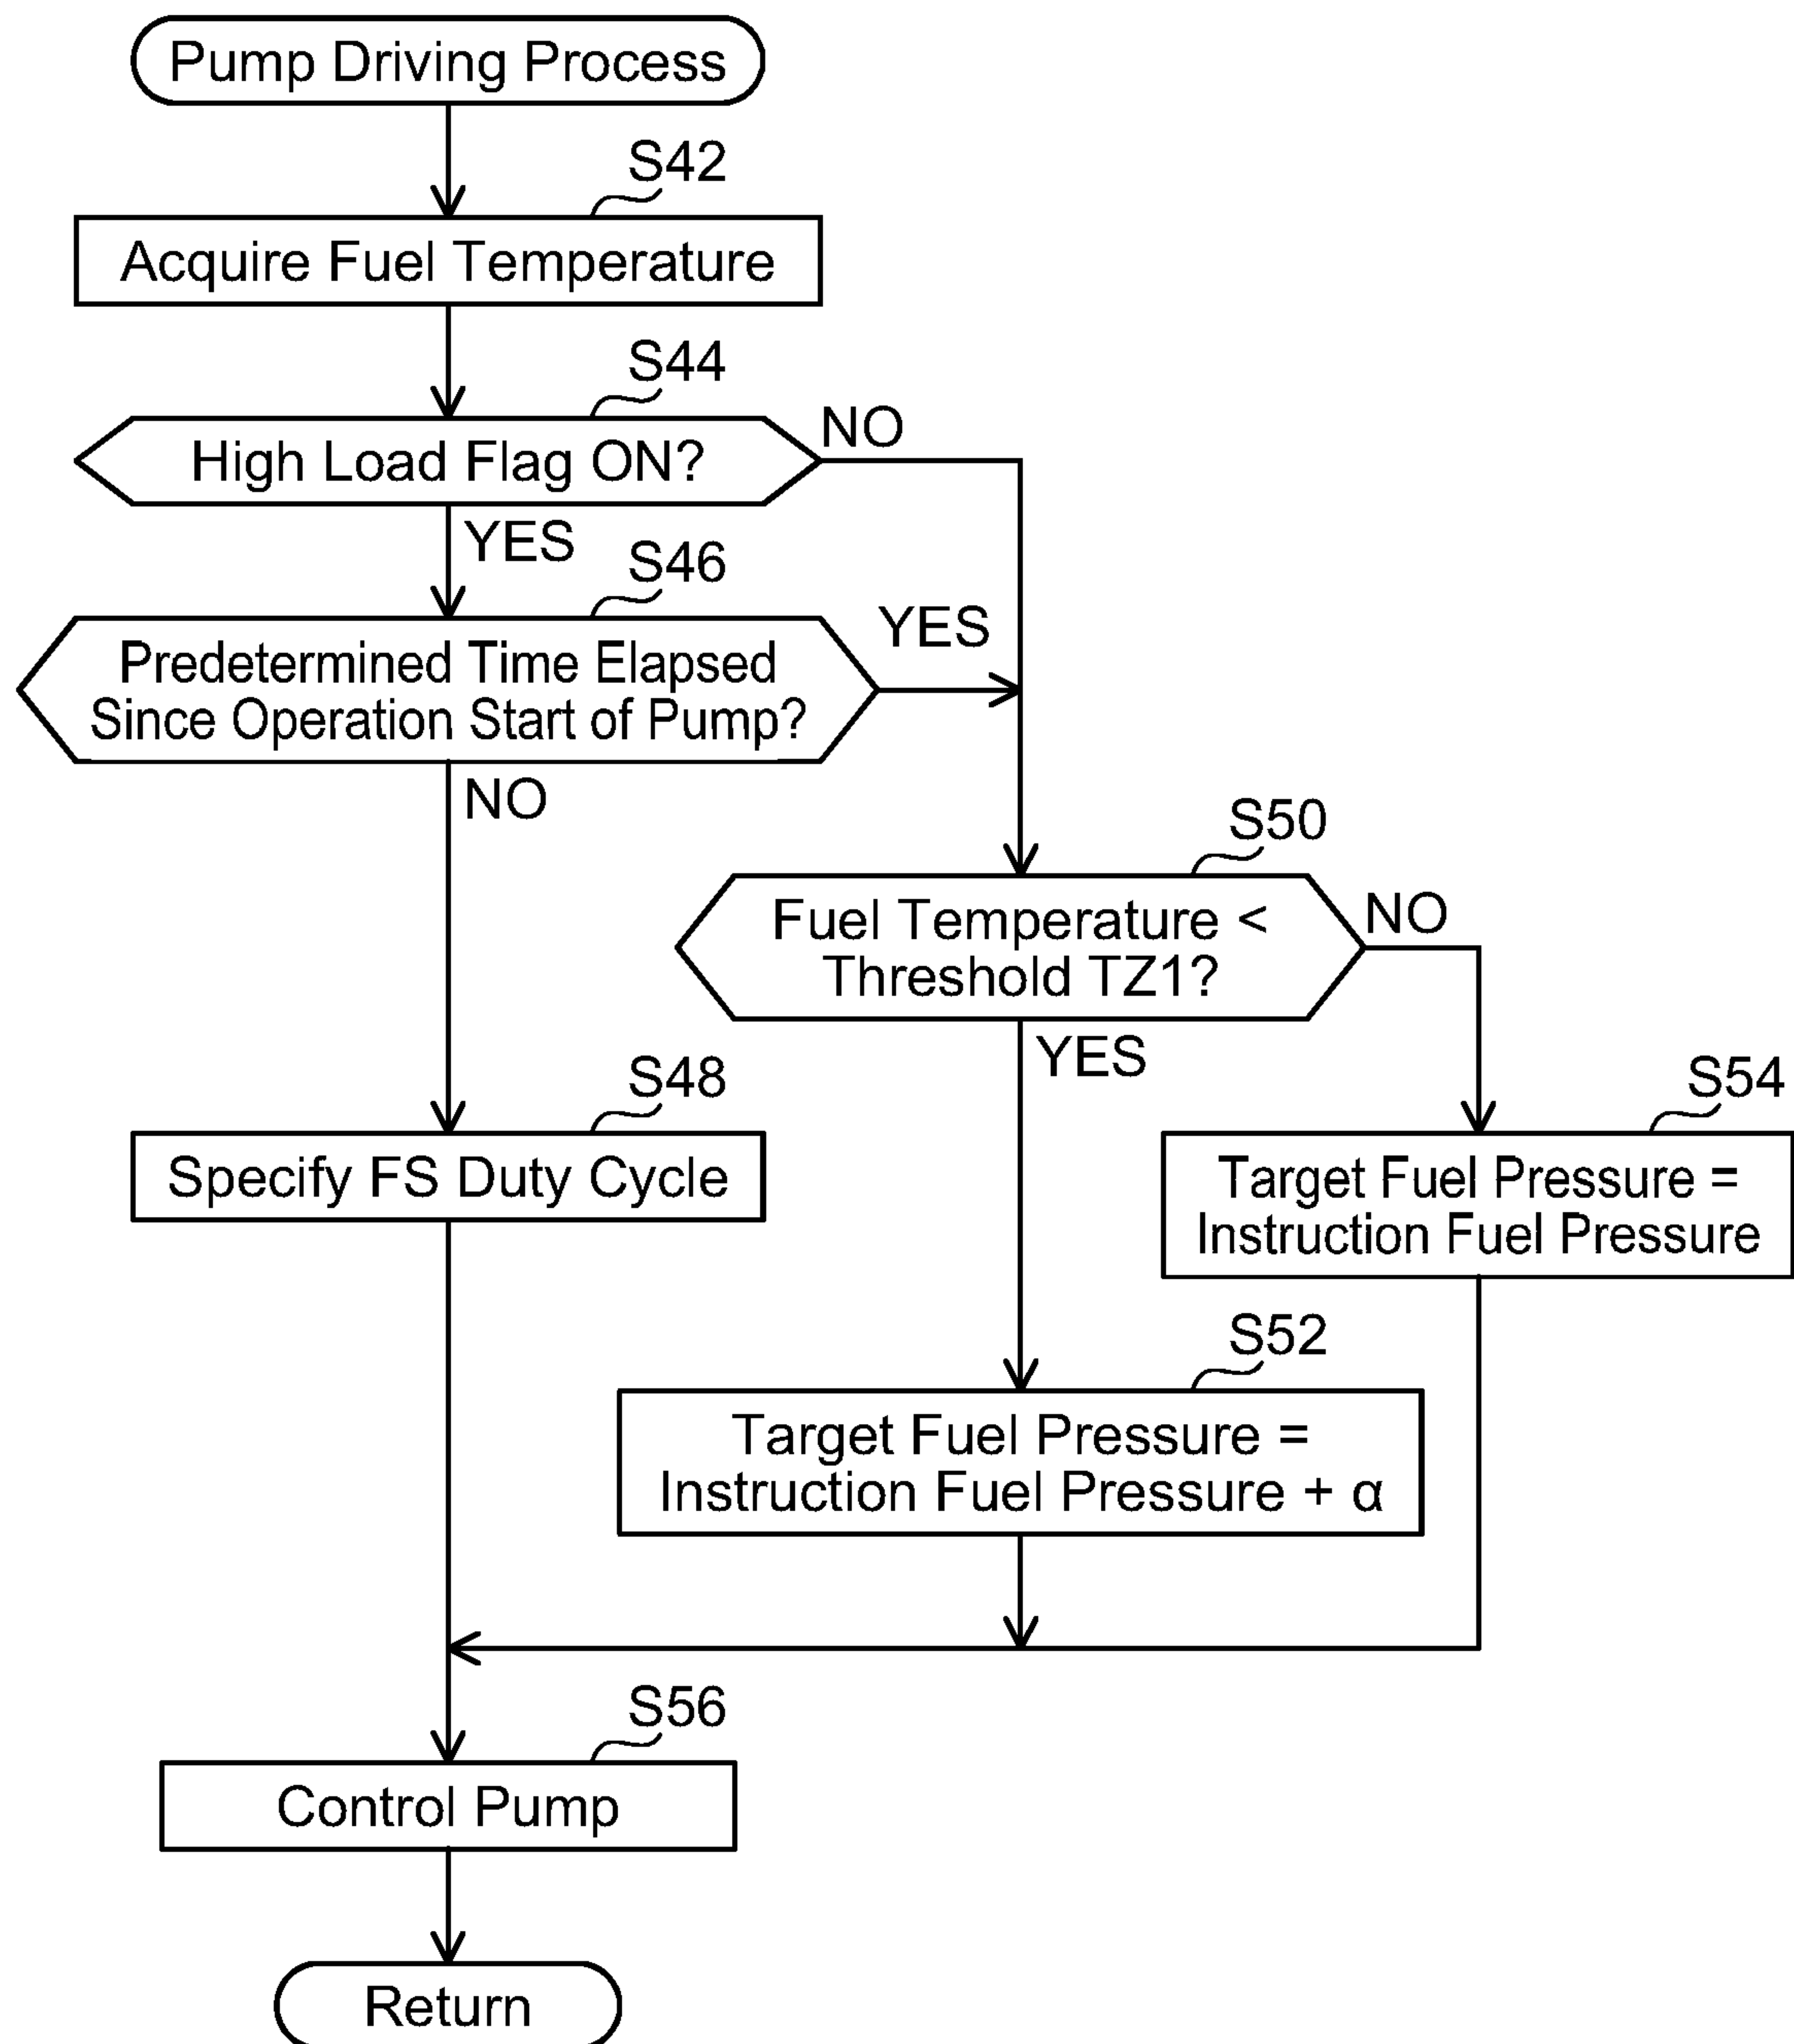 Pump Driving Process
S42
Acquire Fuel Temperature
S44
High Load Flag ON?
NO
YES
S46
Predetermined Time Elapsed
Since Operation Start of Pump?
YES
NO
S50
Fuel Temperature <
Threshold TZ1?
NO
YES
S48
Specify FS Duty Cycle
S54
Target Fuel Pressure =
Instruction Fuel Pressure
S52
Target Fuel Pressure =
Instruction Fuel Pressure + α
S56
Control Pump
Return